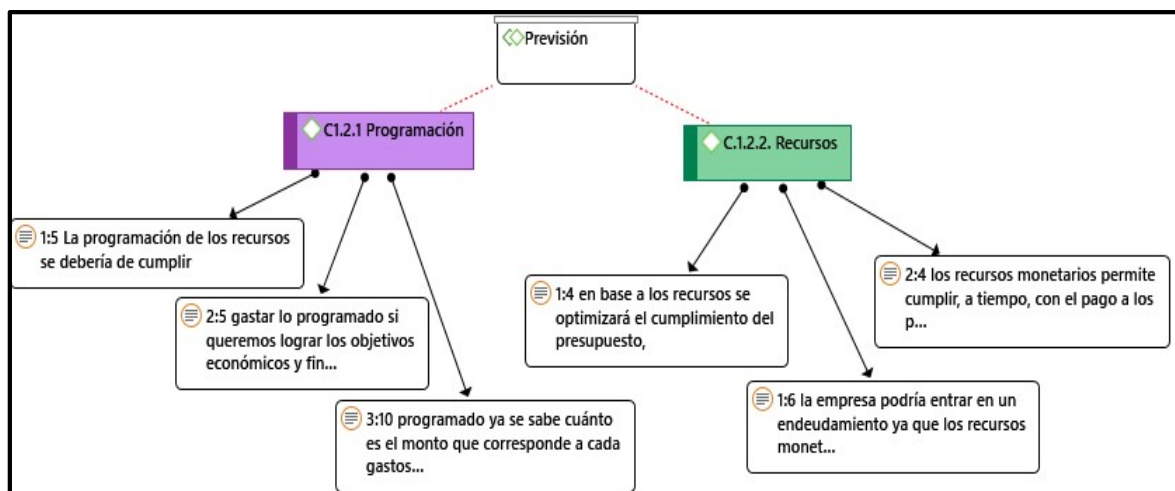 Previsión
C1.2.1 Programación
C.1.2.2. Recursos
1:5 La programación de los recursos
se debería de cumplir
2:5 gastar lo programado si
queremos lograr los objetivos
económicos y fin...
3:10 programado ya se sabe cuánto
es el monto que corresponde a cada
gastos...
1:4 en base a los recursos se
optimizará el cumplimiento del
presupuesto,
2:4 los recursos monetarios permite
cumplir, a tiempo, con el pago a los
p...
1:6 la empresa podría entrar en un
endeudamiento ya que los recursos
monet...